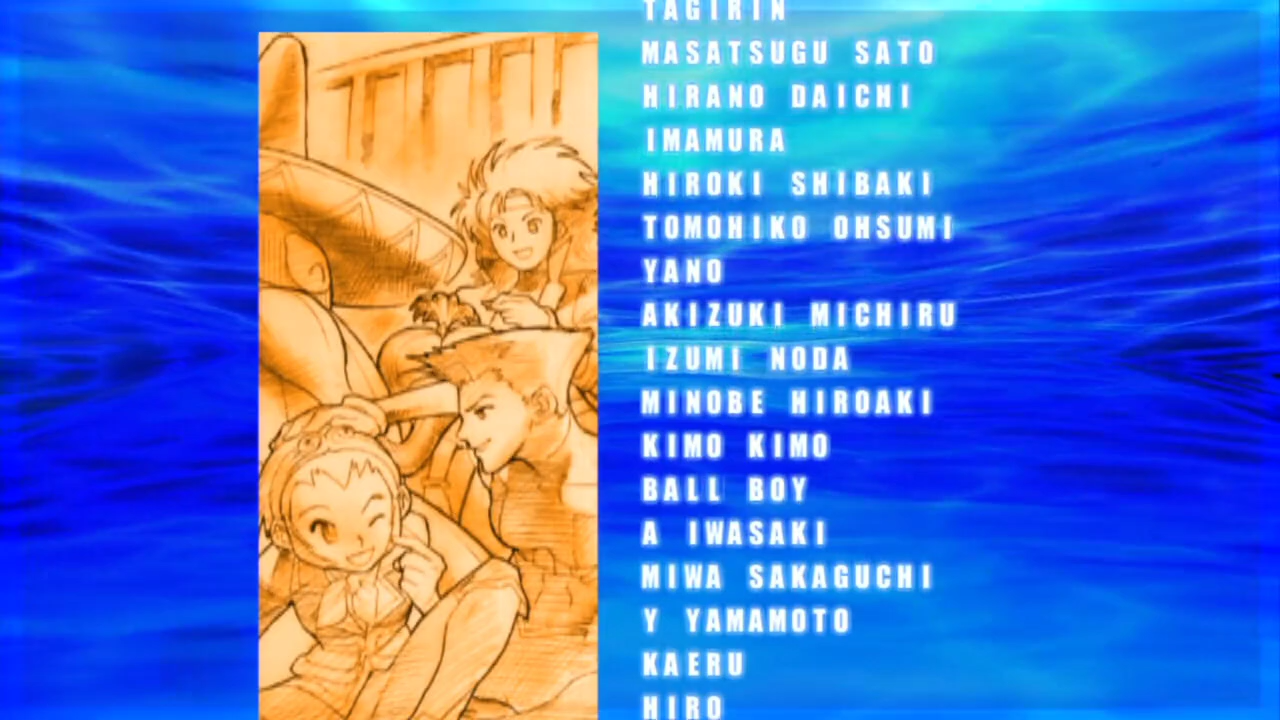 TAGIRIN
MASATSUGU SATO
HIRANO DAICHI
IMAMURA
HIROKI SHIBAKI
TOMOHIKO OHSUMI
YANO
AKIZUKI MICHIRU
IZUMI NODA
MINOBE HIROAKI
KIMO KIMO
BALL BOY
A IWASAKI
MIWA SAKAGUCHI
Y YAMAMOTO
KAERU
HIRO